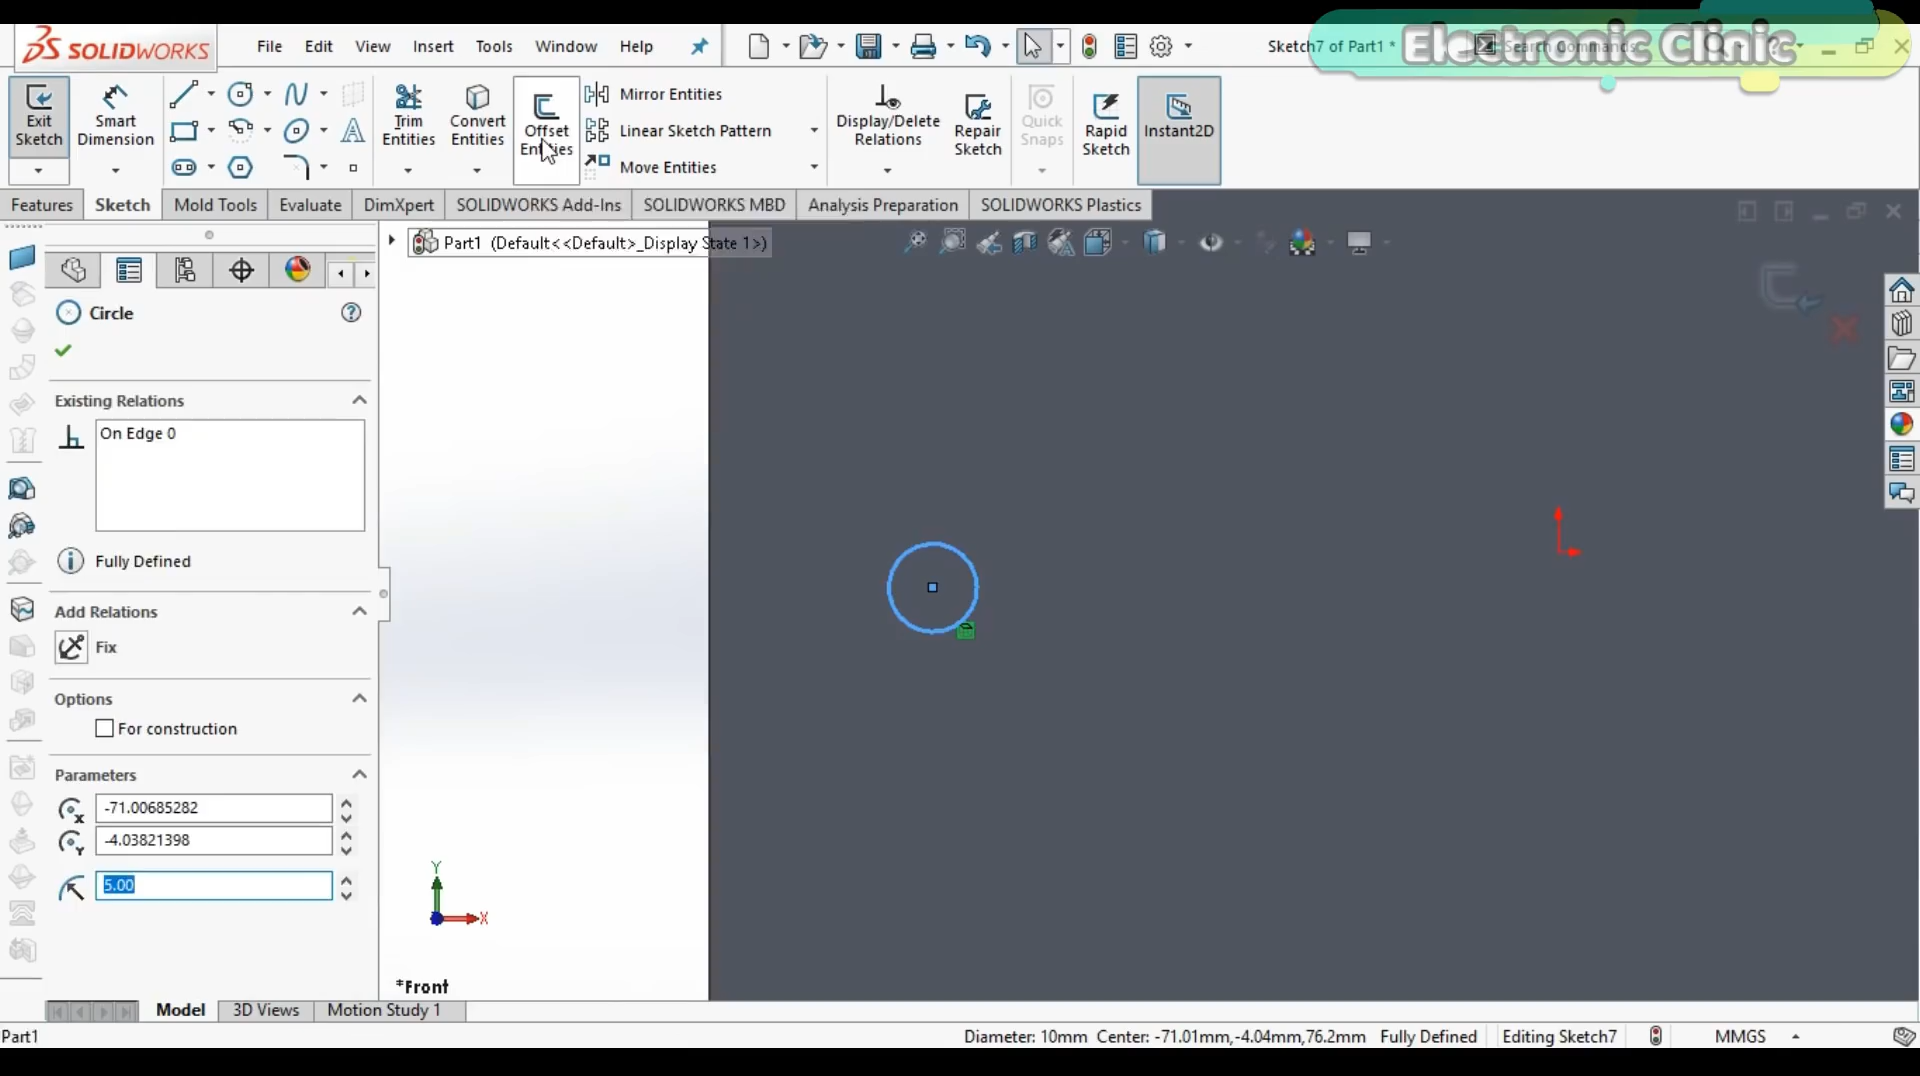 SOLIDWORKS File Edit View Insert Tools Window Help Sketch7 of Part1 * Search Commands
Electronic Clinic
Exit Sketch
Smart Dimension
Trim Entities
Convert Entities
Offset Entities
Mirror Entities
Linear Sketch Pattern
Move Entities
Display/Delete Relations
Repair Sketch
Quick Snaps
Rapid Sketch
Instant2D
Features Sketch Mold Tools Evaluate DimXpert SOLIDWORKS Add-Ins SOLIDWORKS MBD Analysis Preparation SOLIDWORKS Plastics
Part1 (Default<<Default>_Display State 1>)
Circle
Existing Relations
On Edge 0
Fully Defined
Add Relations
Fix
Options
For construction
Parameters
-71.00685282
-4.03821398
5.00
Y
X
*Front
Model 3D Views Motion Study 1
Part1 Diameter: 10mm Center: -71.01mm,-4.04mm,76.2mm Fully Defined Editing Sketch7 MMGS